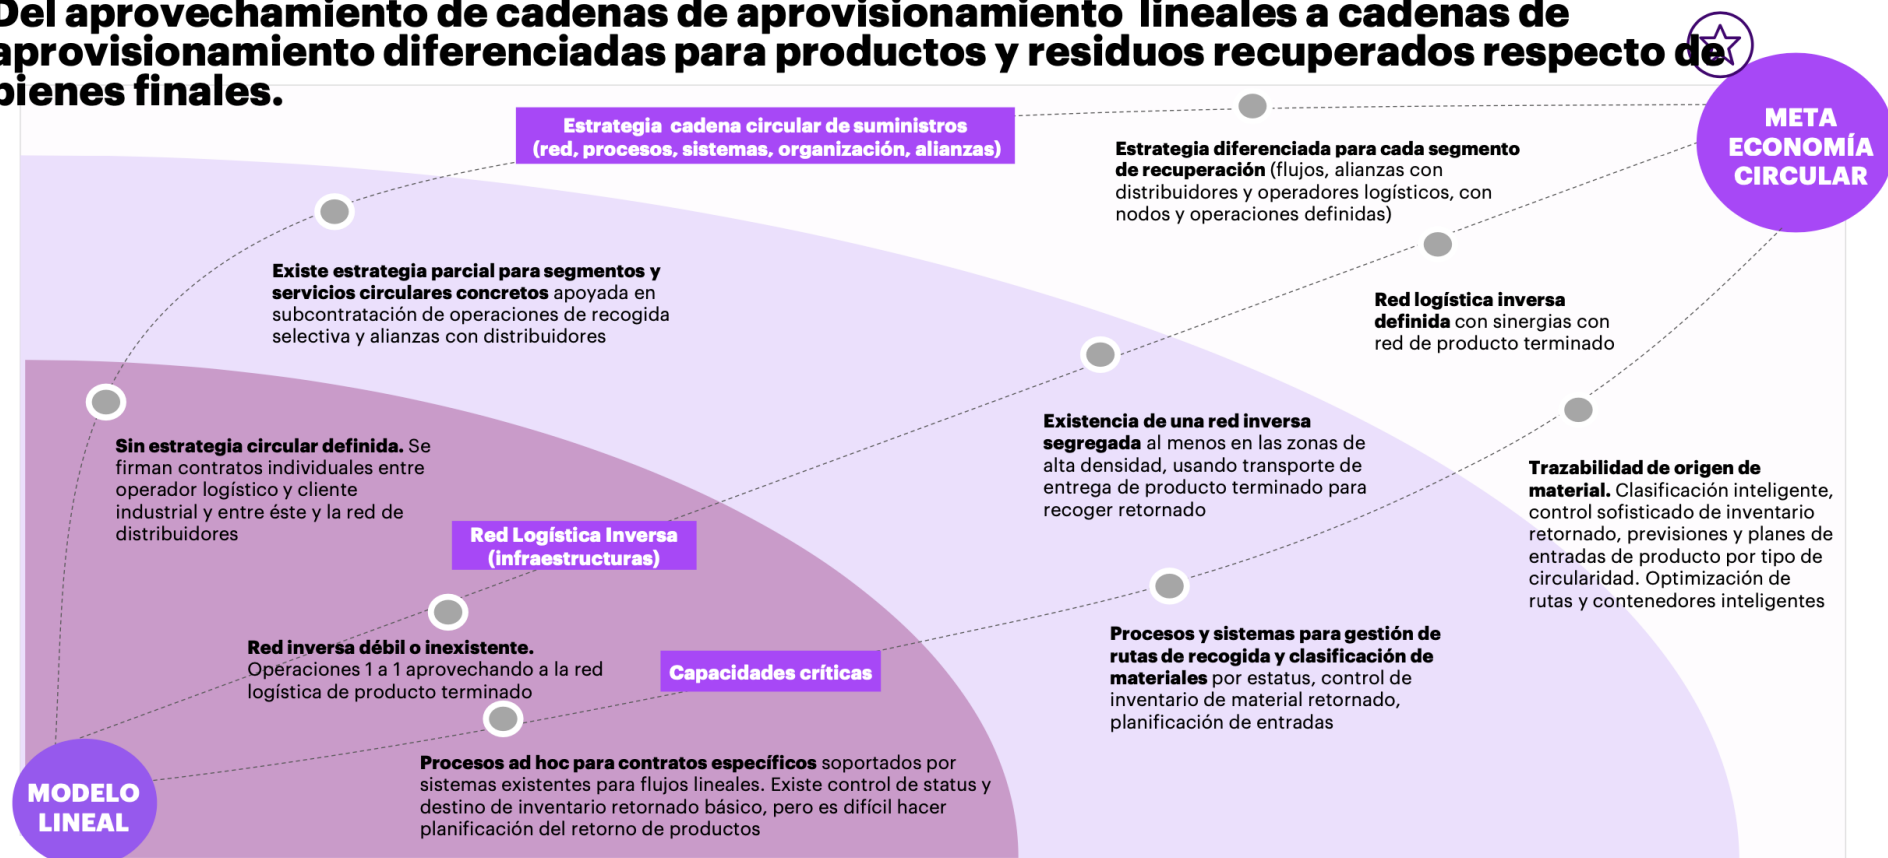 Del aprovechamiento de cadenas de aprovisionamiento lineales a cadenas de
aprovisionamiento diferenciadas para productos y residuos recuperados respecto de
bienes finales.
META
ECONOMÍA
CIRCULAR
Estrategia cadena circular de suministros
(red, procesos, sistemas, organización, alianzas)
Estrategia diferenciada para cada segmento
de recuperación (flujos, alianzas con
distribuidores y operadores logísticos, con
nodos y operaciones definidas)
Existe estrategia parcial para segmentos y
servicios circulares concretos apoyada en
subcontratación de operaciones de recogida
selectiva y alianzas con distribuidores
Red logística inversa
definida con sinergias con
red de producto terminado
Sin estrategia circular definida. Se
firman contratos individuales entre
operador logístico y cliente
industrial y entre éste y la red de
distribuidores
Existencia de una red inversa
segregada al menos en las zonas de
alta densidad, usando transporte de
entrega de producto terminado para
recoger retornado
Trazabilidad de origen de
material. Clasificación inteligente,
control sofisticado de inventario
retornado, previsiones y planes de
entradas de producto por tipo de
circularidad. Optimización de
rutas y contenedores inteligentes
Red Logística Inversa
(infraestructuras)
Red inversa débil o inexistente.
Operaciones 1 a 1 aprovechando a la red
logística de producto terminado
Capacidades críticas
Procesos y sistemas para gestión de
rutas de recogida y clasificación de
materiales por estatus, control de
inventario de material retornado,
planificación de entradas
Procesos ad hoc para contratos específicos soportados por
sistemas existentes para flujos lineales. Existe control de status y
destino de inventario retornado básico, pero es difícil hacer
planificación del retorno de productos
MODELO
LINEAL